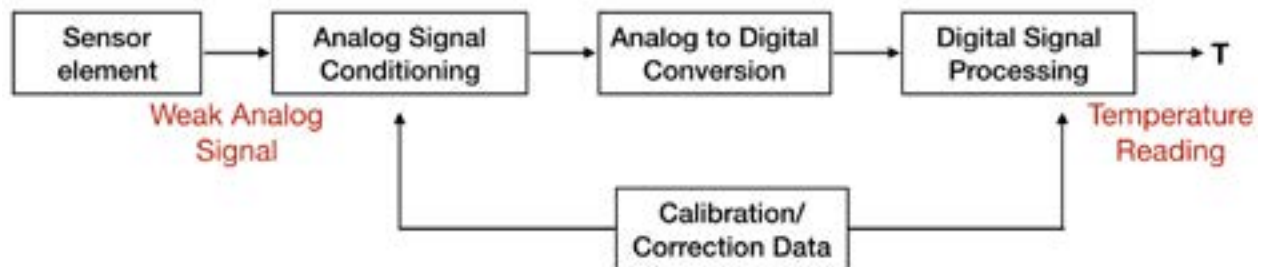 Sensor
element
Analog Signal
Conditioning
Analog to Digital
Conversion
Digital Signal
Processing
T
Weak Analog
Signal
Temperature
Reading
Calibration/
Correction Data